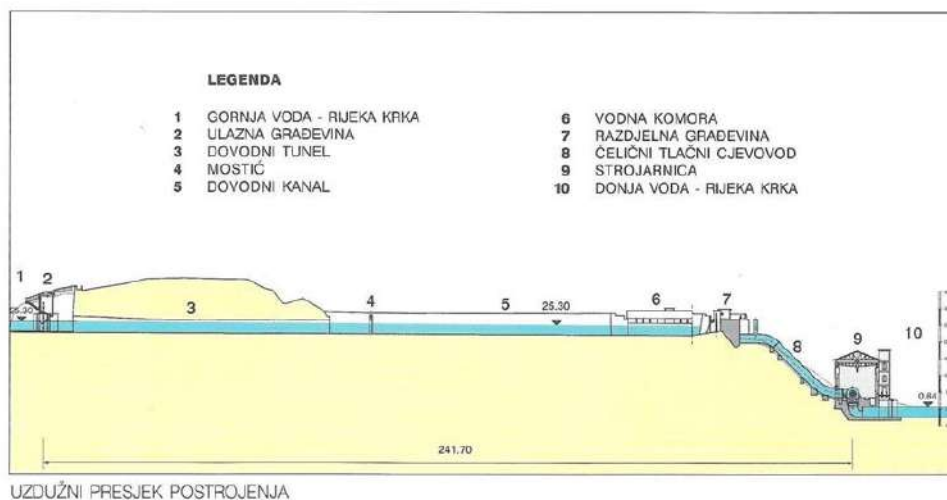 LEGENDA
1 GORNJA VODA - RIJEKA KRKA
2 ULAZNA GRAĐEVINA
3 DOVODNI TUNEL
4 MOSTIĆ
5 DOVODNI KANAL
6 VODNA KOMORA
7 RAZDJELNA GRAĐEVINA
8 ČELIČNI TLAČNI CJEVOVOD
9 STROJARNICA
10 DONJA VODA - RIJEKA KRKA
1 2 3 4 5 6 7 8 9 10
25.30 25.30 0.84
241.70
UZDUŽNI PRESJEK POSTROJENJA